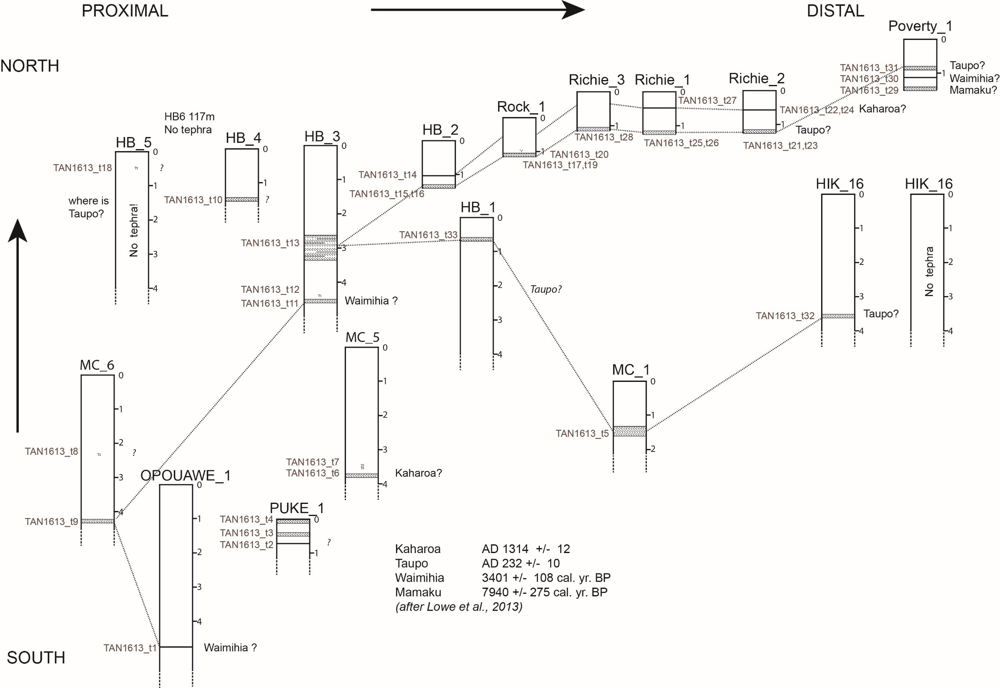 PROXIMAL
DISTAL
Poverty_1
0
NORTH
TAN1613_t31
Taupo?
1
TAN1613_t30
Waimihia?
TAN1613_t29
Mamaku?
Richie_3
0
Richie_1
0
Richie_2
0
TAN1613_t27
TAN1613_t22,t24
Kaharoa?
1
1
1
Taupo?
TAN1613_t28
TAN1613_t25,t26
TAN1613_t21,t23
Rock_1
0
1
TAN1613_t20
TAN1613_t17,t19
HB6 117m
No tephra
HB_5
0
TAN1613_t18
?
1
where is
Taupo?
No tephra!
2
3
4
HB_4
0
1
TAN1613_t10
?
HB_3
0
1
2
TAN1613_t13
3
4
TAN1613_t12
TAN1613_t11
Waimihia ?
HB_2
0
TAN1613_t14
1
TAN1613_t15,t16
HB_1
0
TAN1613_t33
1
2
Taupo?
3
4
HIK_16
0
1
2
3
TAN1613_t32
Taupo?
4
HIK_16
0
1
2
No tephra
3
4
MC_6
0
1
2
TAN1613_t8
?
3
4
TAN1613_t9
MC_5
0
1
2
3
TAN1613_t7
TAN1613_t6
Kaharoa?
4
MC_1
0
1
TAN1613_t5
2
OPOUAWE_1
0
1
2
3
4
TAN1613_t1
Waimihia ?
PUKE_1
TAN1613_t4
0
TAN1613_t3
TAN1613_t2
?
1
Kaharoa AD 1314 +/- 12
Taupo AD 232 +/- 10
Waimihia 3401 +/- 108 cal. yr. BP
Mamaku 7940 +/- 275 cal. yr. BP
(after Lowe et al., 2013)
SOUTH